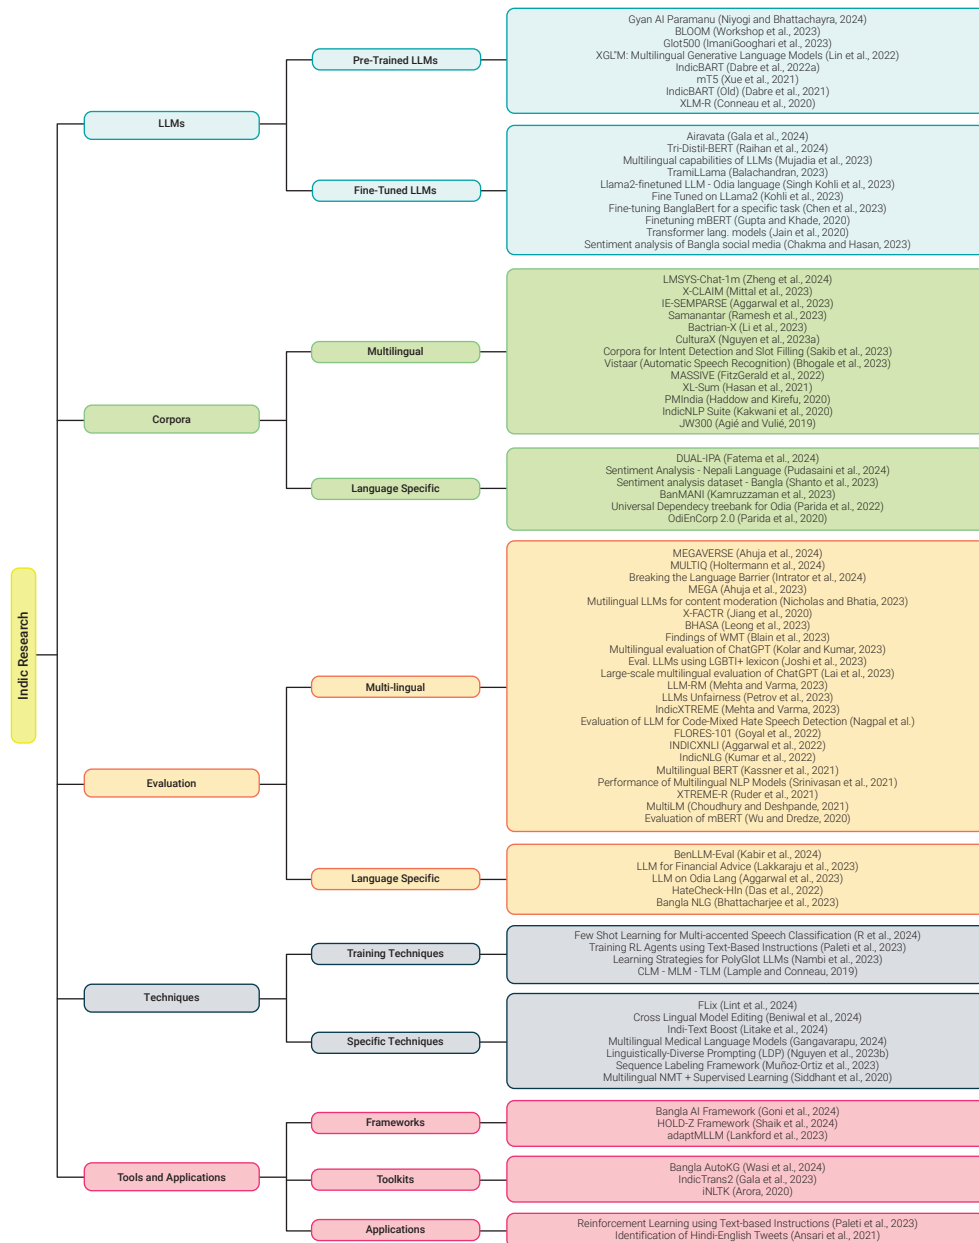 Indic Research
LLMs
Pre-Trained LLMs
Gyan AI Paramanu (Niyogi and Bhattachayra, 2024)
BLOOM (Workshop et al., 2023)
Glot500 (ImaniGooghari et al., 2023)
XGL˜M: Multilingual Generative Language Models (Lin et al., 2022)
IndicBART (Dabre et al., 2022a)
mT5 (Xue et al., 2021)
IndicBART (Old) (Dabre et al., 2021)
XLM-R (Conneau et al., 2020)
Fine-Tuned LLMs
Airavata (Gala et al., 2024)
Tri-Distil-BERT (Raihan et al., 2024)
Multilingual capabilities of LLMs (Mujadia et al., 2023)
TramiLLama (Balachandran, 2023)
Llama2-finetuned LLM - Odia language (Singh Kohli et al., 2023)
Fine Tuned on LLama2 (Kohli et al., 2023)
Fine-tuning BanglaBert for a specific task (Chen et al., 2023)
Finetuning mBERT (Gupta and Khade, 2020)
Transformer lang. models (Jain et al., 2020)
Sentiment analysis of Bangla social media (Chakma and Hasan, 2023)
Corpora
Multilingual
LMSYS-Chat-1m (Zheng et al., 2024)
X-CLAIM (Mittal et al., 2023)
IE-SEMPARSE (Aggarwal et al., 2023)
Samanantar (Ramesh et al., 2023)
Bactrian-X (Li et al., 2023)
CulturaX (Nguyen et al., 2023a)
Corpora for Intent Detection and Slot Filling (Sakib et al., 2023)
Vistaar (Automatic Speech Recognition) (Bhogale et al., 2023)
MASSIVE (FitzGerald et al., 2022)
XL-Sum (Hasan et al., 2021)
PMIndia (Haddow and Kirefu, 2020)
IndicNLP Suite (Kakwani et al., 2020)
JW300 (Agié and Vulié, 2019)
Language Specific
DUAL-IPA (Fatema et al., 2024)
Sentiment Analysis - Nepali Language (Pudasaini et al., 2024)
Sentiment analysis dataset - Bangla (Shanto et al., 2023)
BanMANI (Kamruzzaman et al., 2023)
Universal Dependecy treebank for Odia (Parida et al., 2022)
OdiEnCorp 2.0 (Parida et al., 2020)
Evaluation
Multi-lingual
MEGAVERSE (Ahuja et al., 2024)
MULTIQ (Holtermann et al., 2024)
Breaking the Language Barrier (Intrator et al., 2024)
MEGA (Ahuja et al., 2023)
Mutilingual LLMs for content moderation (Nicholas and Bhatia, 2023)
X-FACTR (Jiang et al., 2020)
BHASA (Leong et al., 2023)
Findings of WMT (Blain et al., 2023)
Multilingual evaluation of ChatGPT (Kolar and Kumar, 2023)
Eval. LLMs using LGBTI+ lexicon (Joshi et al., 2023)
Large-scale multilingual evaluation of ChatGPT (Lai et al., 2023)
LLM-RM (Mehta and Varma, 2023)
LLMs Unfairness (Petrov et al., 2023)
IndicXTREME (Mehta and Varma, 2023)
Evaluation of LLM for Code-Mixed Hate Speech Detection (Nagpal et al.)
FLORES-101 (Goyal et al., 2022)
INDICXNLI (Aggarwal et al., 2022)
IndicNLG (Kumar et al., 2022)
Multilingual BERT (Kassner et al., 2021)
Performance of Multilingual NLP Models (Srinivasan et al., 2021)
XTREME-R (Ruder et al., 2021)
MultiLM (Choudhury and Deshpande, 2021)
Evaluation of mBERT (Wu and Dredze, 2020)
Language Specific
BenLLM-Eval (Kabir et al., 2024)
LLM for Financial Advice (Lakkaraju et al., 2023)
LLM on Odia Lang (Aggarwal et al., 2023)
HateCheck-HIn (Das et al., 2022)
Bangla NLG (Bhattacharjee et al., 2023)
Techniques
Training Techniques
Few Shot Learning for Multi-accented Speech Classification (R et al., 2024)
Training RL Agents using Text-Based Instructions (Paleti et al., 2023)
Learning Strategies for PolyGlot LLMs (Nambi et al., 2023)
CLM - MLM - TLM (Lample and Conneau, 2019)
Specific Techniques
FLix (Lint et al., 2024)
Cross Lingual Model Editing (Beniwal et al., 2024)
Indi-Text Boost (Litake et al., 2024)
Multilingual Medical Language Models (Gangavarapu, 2024)
Linguistically-Diverse Prompting (LDP) (Nguyen et al., 2023b)
Sequence Labeling Framework (Muñoz-Ortiz et al., 2023)
Multilingual NMT + Supervised Learning (Siddhant et al., 2020)
Tools and Applications
Frameworks
Bangla AI Framework (Goni et al., 2024)
HOLD-Z Framework (Shaik et al., 2024)
adaptMLLM (Lankford et al., 2023)
Toolkits
Bangla AutoKG (Wasi et al., 2024)
IndicTrans2 (Gala et al., 2023)
iNLTK (Arora, 2020)
Applications
Reinforcement Learning using Text-based Instructions (Paleti et al., 2023)
Identification of Hindi-English Tweets (Ansari et al., 2021)